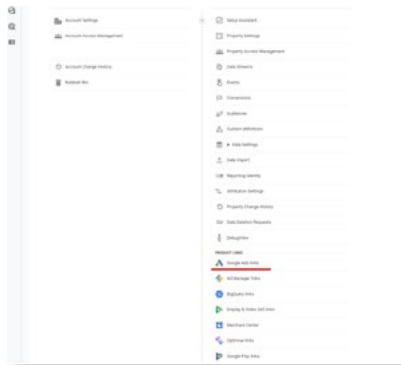 Account Settings
Account Access Management
Account Change History
Rubbish Bin
Setup Assistant
Property Settings
Property Access Management
Data Streams
Events
Conversions
Audiences
Custom definitions
Data Settings
Data Import
Reporting Identity
Attribution Settings
Property Change History
Data Deletion Requests
DebugView
PRODUCT LINKS
Google Ads links
Ad Manager links
BigQuery links
Display & Video 360 links
Merchant Center
Optimise links
Google Play links